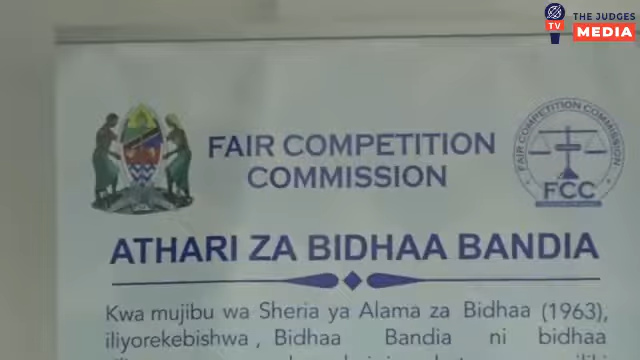 THE JUDGES
TV MEDIA
FAIR COMPETITION
COMMISSION
FAIR COMPETITION COMMISSION
FCC
ATHARI ZA BIDHAA BANDIA
Kwa mujibu wa Sheria ya Alama za Bidhaa (1963),
iliyorekebishwa, Bidhaa Bandia ni bidhaa